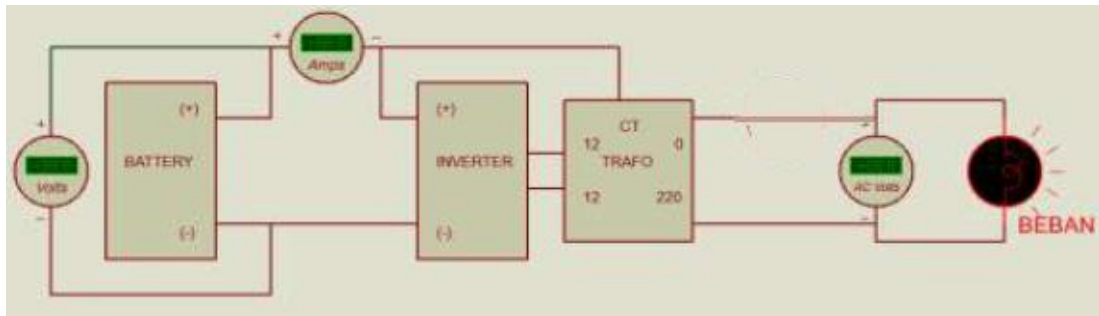 +
−
Amps
(+)
(+)
CT
12
0
+
BATTERY
INVERTER
TRAFO
Volts
AC Volts
12
220
−
(-)
(-)
BEBAN